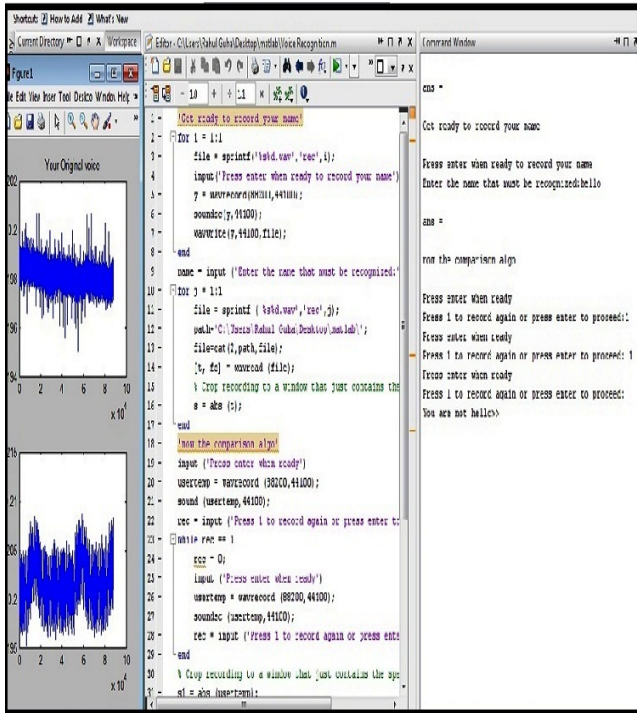 Shortcuts How to Add What's New
Current Directory Workspace
Editor - C:\Users\Rahul Guha\Desktop\matlab\VoiceRecognition.m
Command Window
Figure1
File Edit View Inser Tool Desktop Window Help
Your Original voice
0 2 4 6 8 10
x 10^4
0 2 4 6 8 10
x 10^4
- 1.0 + ÷ 1.1 ×
1 - 'Get ready to record your name'
2 - for i = 1:1
3 - file = sprintf('%s%d.wav','rec',i);
4 - input('Press enter when ready to record your name')
5 - y = wavrecord(88200,44100);
6 - soundsc(y,44100);
7 - wavwrite(y,44100,file);
8 - end
9 - name = input ('Enter the name that must be recognized:'
10 - for j = 1:1
11 - file = sprintf ( %s%d.wav','rec',j);
12 - path='C:\Users\Rahul Guha\Desktop\matlab\';
13 - file=cat(2,path,file);
14 - [t, fs] = wavread (file);
15 % Crop recording to a window that just contains the
16 - s = abs (t);
17 - end
18 - 'now the comparison algo'
19 - input ('Press enter when ready')
20 - usertemp = wavrecord (88200,44100);
21 - sound (usertemp,44100);
22 - rec = input ('Press 1 to record again or press enter to
23 - while rec == 1
24 - rec = 0;
25 - input ('Press enter when ready')
26 - usertemp = wavrecord (88200,44100);
27 - soundsc (usertemp,44100);
28 - rec = input ('Press 1 to record again or press ente
29 - end
30 % Crop recording to a window that just contains the spe
31 - s1 = abs (usertemp);
ans =
Get ready to record your name
Press enter when ready to record your name
Enter the name that must be recognized:hello
ans =
now the comparison algo
Press enter when ready
Press 1 to record again or press enter to proceed:1
Press enter when ready
Press 1 to record again or press enter to proceed: 1
Press enter when ready
Press 1 to record again or press enter to proceed:
You are not hello>>